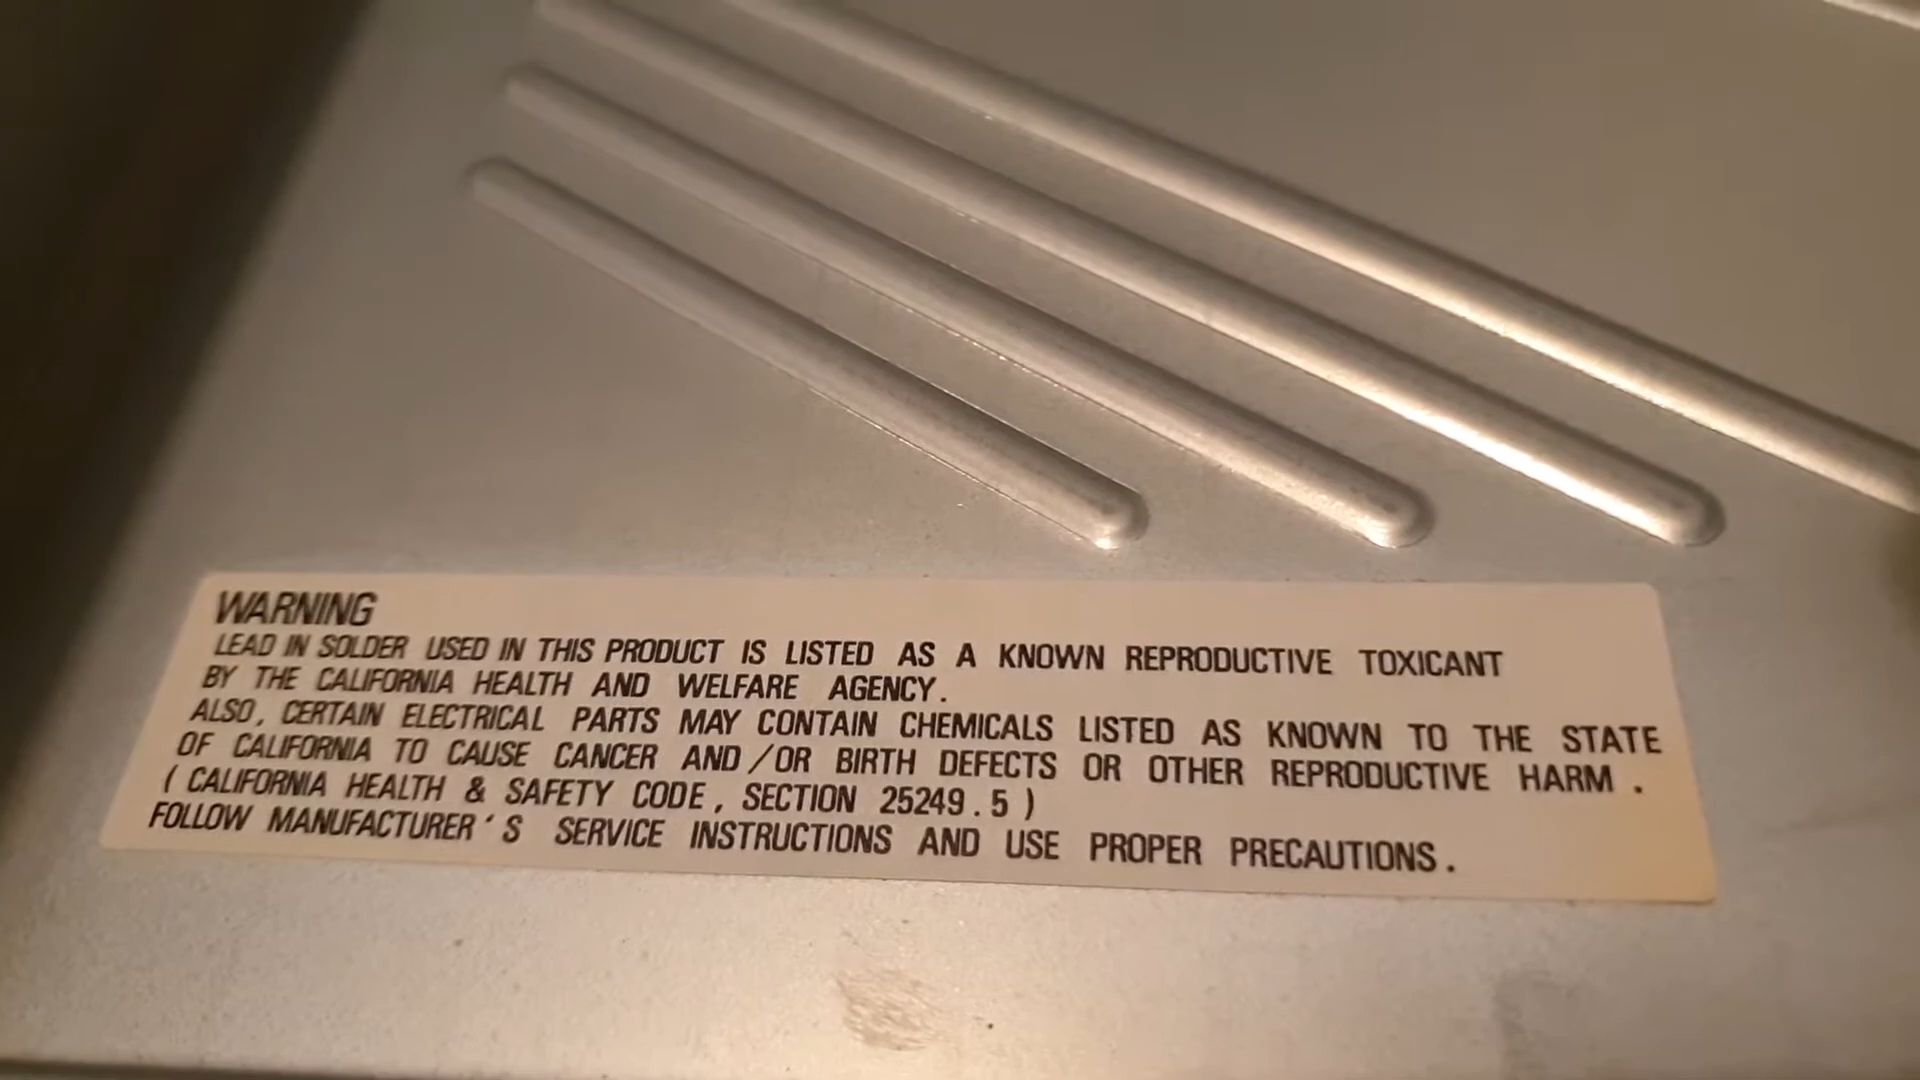 WARNING
LEAD IN SOLDER USED IN THIS PRODUCT IS LISTED AS A KNOWN REPRODUCTIVE TOXICANT
BY THE CALIFORNIA HEALTH AND WELFARE AGENCY.
ALSO, CERTAIN ELECTRICAL PARTS MAY CONTAIN CHEMICALS LISTED AS KNOWN TO THE STATE
OF CALIFORNIA TO CAUSE CANCER AND/OR BIRTH DEFECTS OR OTHER REPRODUCTIVE HARM.
(CALIFORNIA HEALTH & SAFETY CODE, SECTION 25249.5)
FOLLOW MANUFACTURER'S SERVICE INSTRUCTIONS AND USE PROPER PRECAUTIONS.